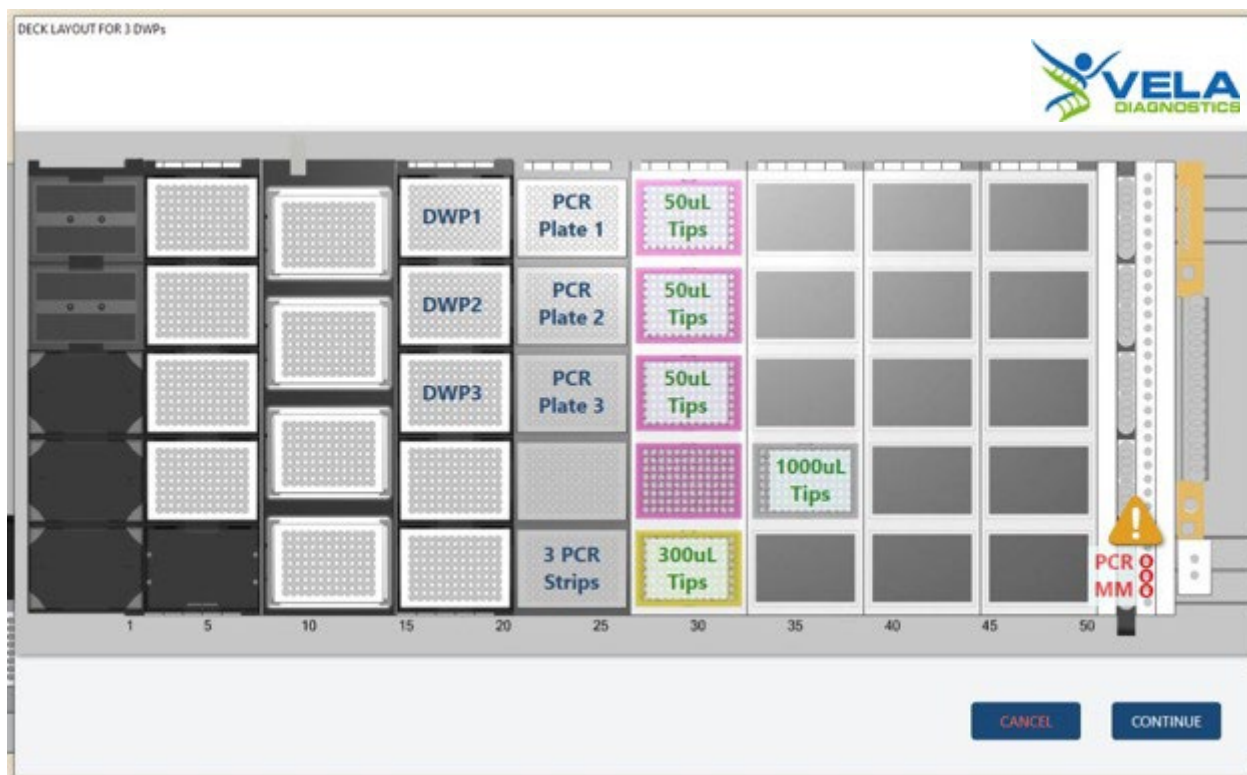 DECK LAYOUT FOR 3 DWPs
VELA
DIAGNOSTICS
DWP1
PCR
Plate 1
50uL
Tips
DWP2
PCR
Plate 2
50uL
Tips
DWP3
PCR
Plate 3
50uL
Tips
1000uL
Tips
3 PCR
Strips
300uL
Tips
!
PCR
MM
1 5 10 15 20 25 30 35 40 45 50
CANCEL
CONTINUE